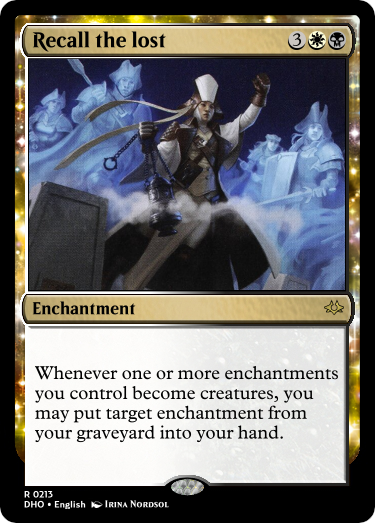 Recall the lost 3
Enchantment
Whenever one or more enchantments
you control become creatures, you
may put target enchantment from
your graveyard into your hand.
R 0213
DHO • English Irina Nordsol